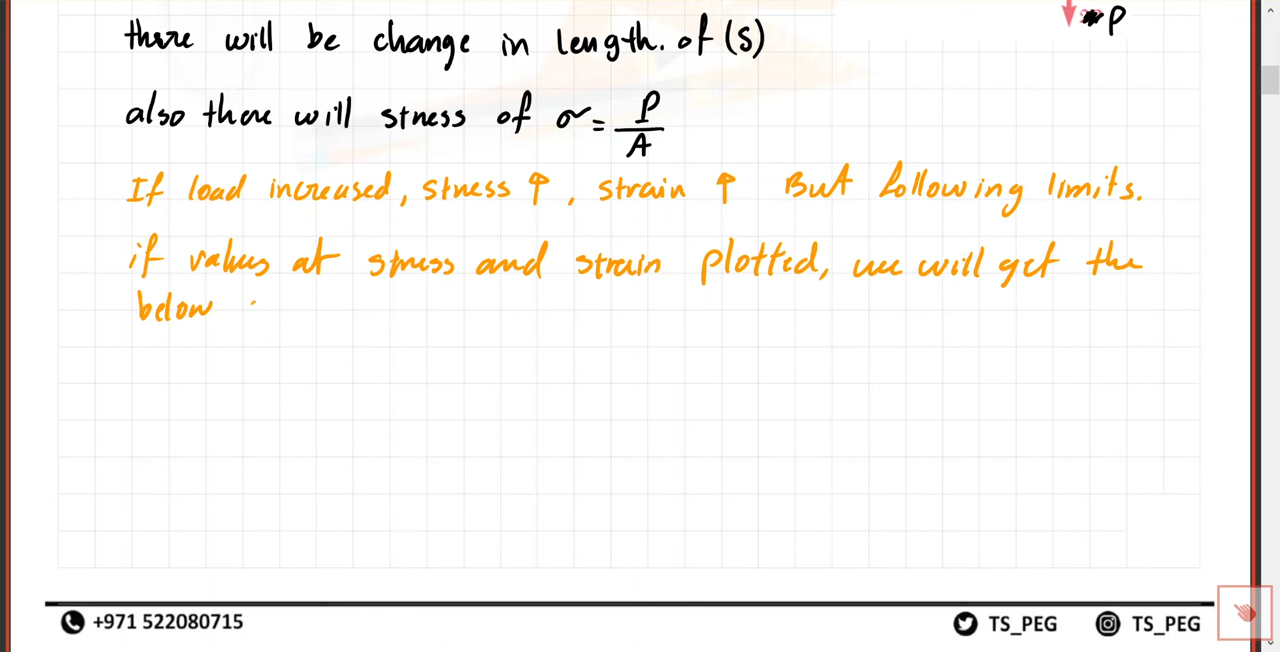 P
there will be change in length. of (S)
also there will stress of σ = P/A
If load increased, stress ↑, strain ↑ But following limits.
if values at stress and strain plotted, we will get the
below
+971 522080715
TS_PEG
TS_PEG